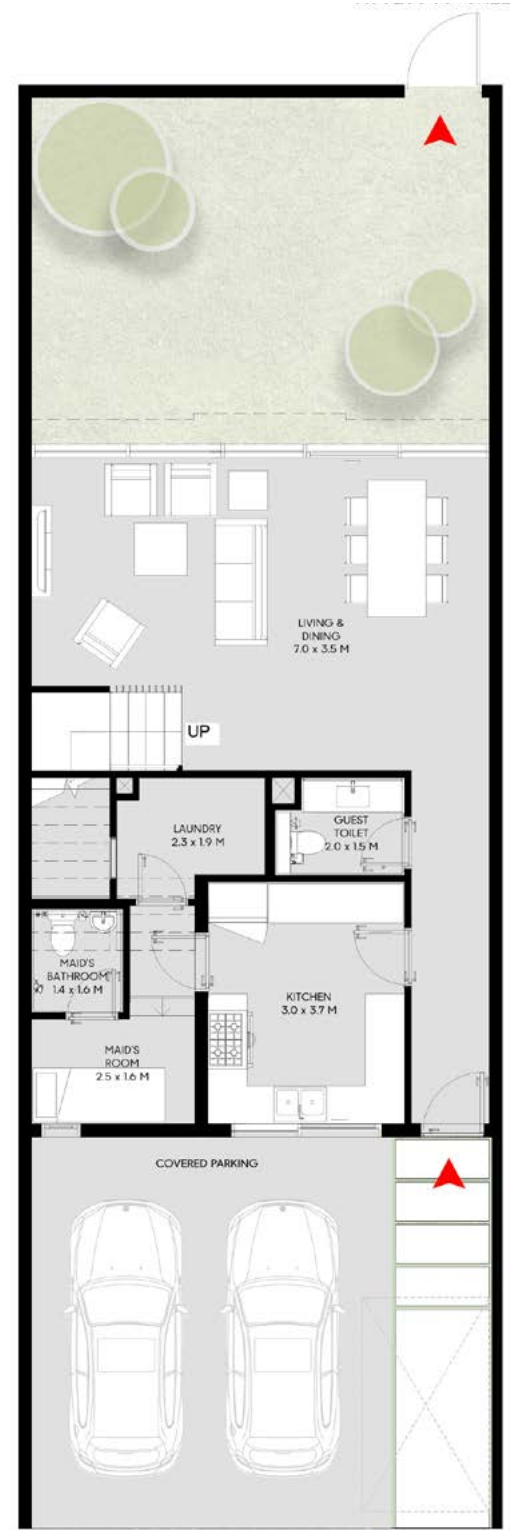 LIVING &
DINING
7.0 x 3.5 M
UP
LAUNDRY
2.3 x 1.9 M
GUEST
TOILET
2.0 x 1.5 M
MAID'S
BATHROOM
1.4 x 1.6 M
KITCHEN
3.0 x 3.7 M
MAID'S
ROOM
2.5 x 1.6 M
COVERED PARKING